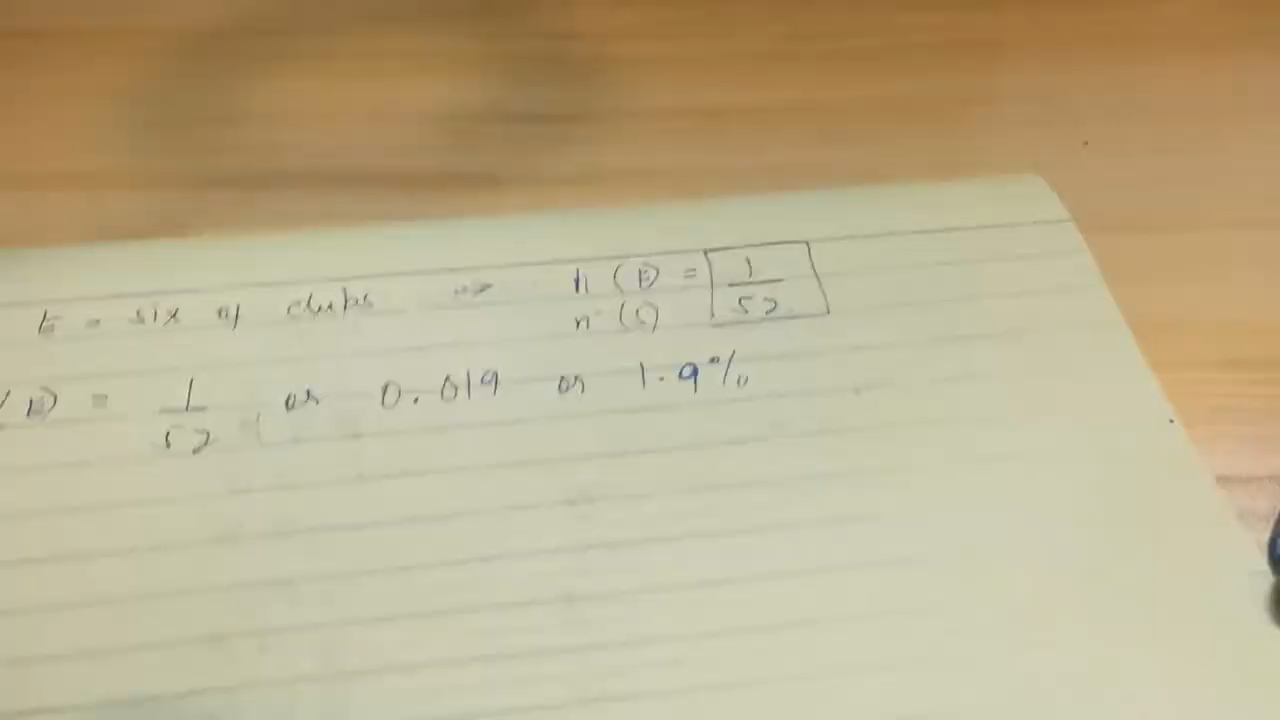 E = six of clubs => n (E) = 1/52
n (S)
(E) = 1/52 or 0.019 or 1.9%